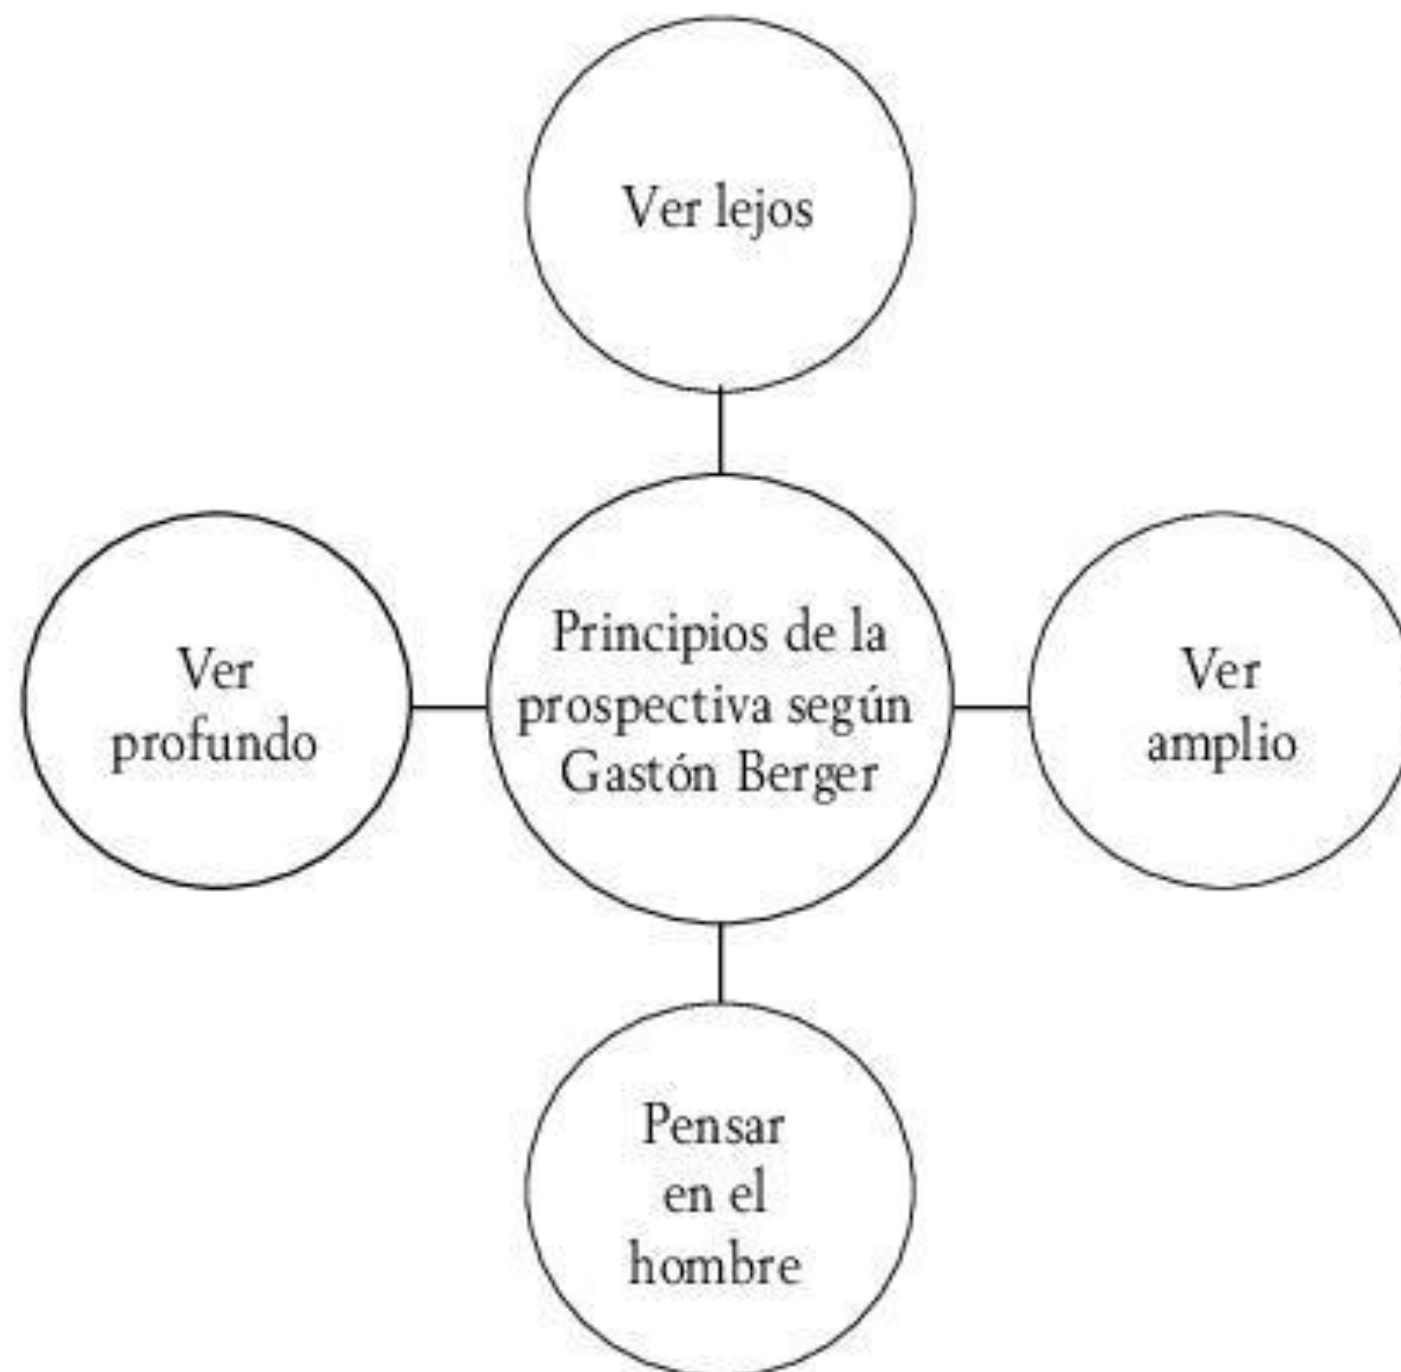 Ver lejos
Ver
profundo
Principios de la
prospectiva según
Gastón Berger
Ver
amplio
Pensar
en el
hombre